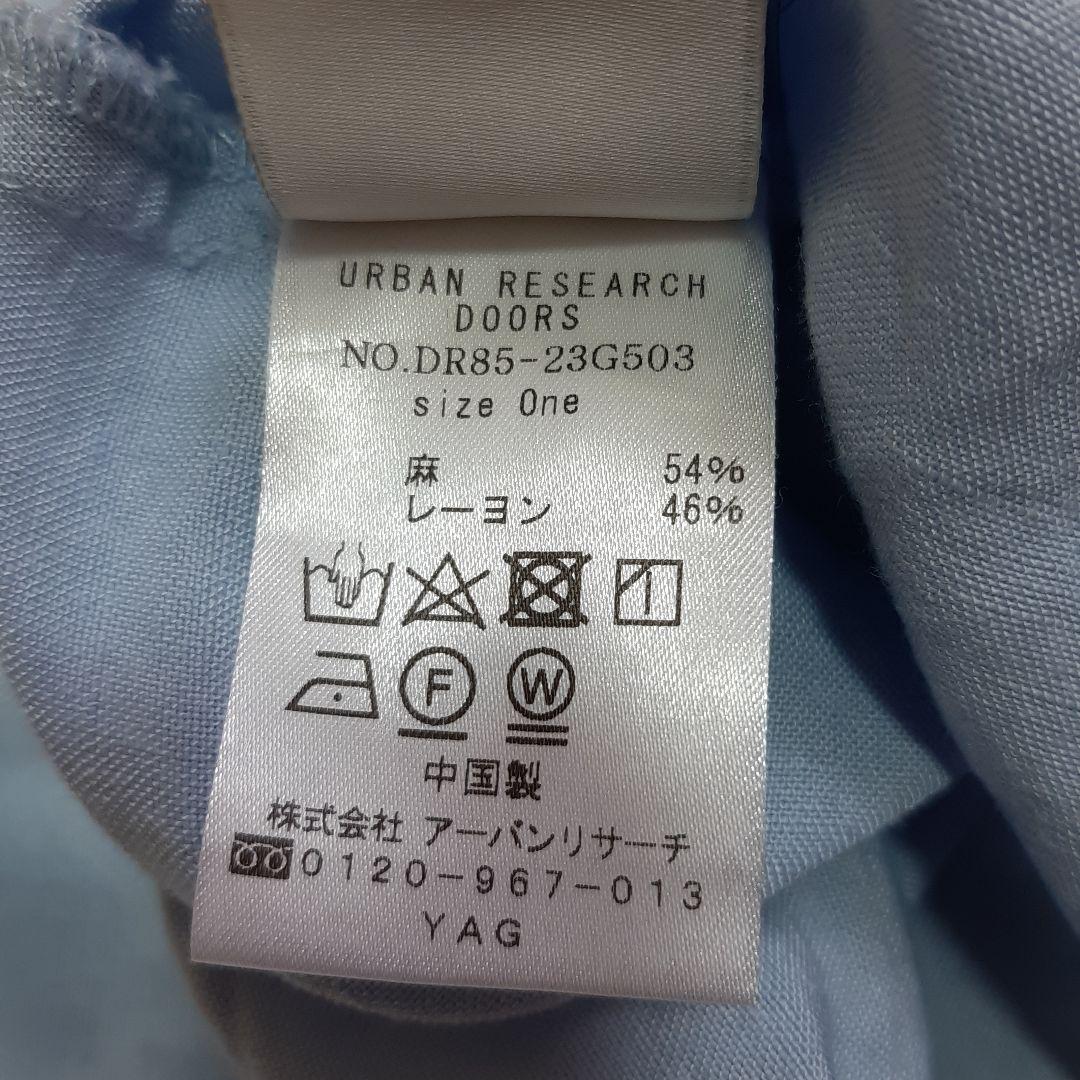 URBAN RESEARCH
DOORS
NO.DR85-23G503
size One
麻 54%
レーヨン 46%
F W
中国製
株式会社 アーバンリサーチ
0120-967-013
YAG